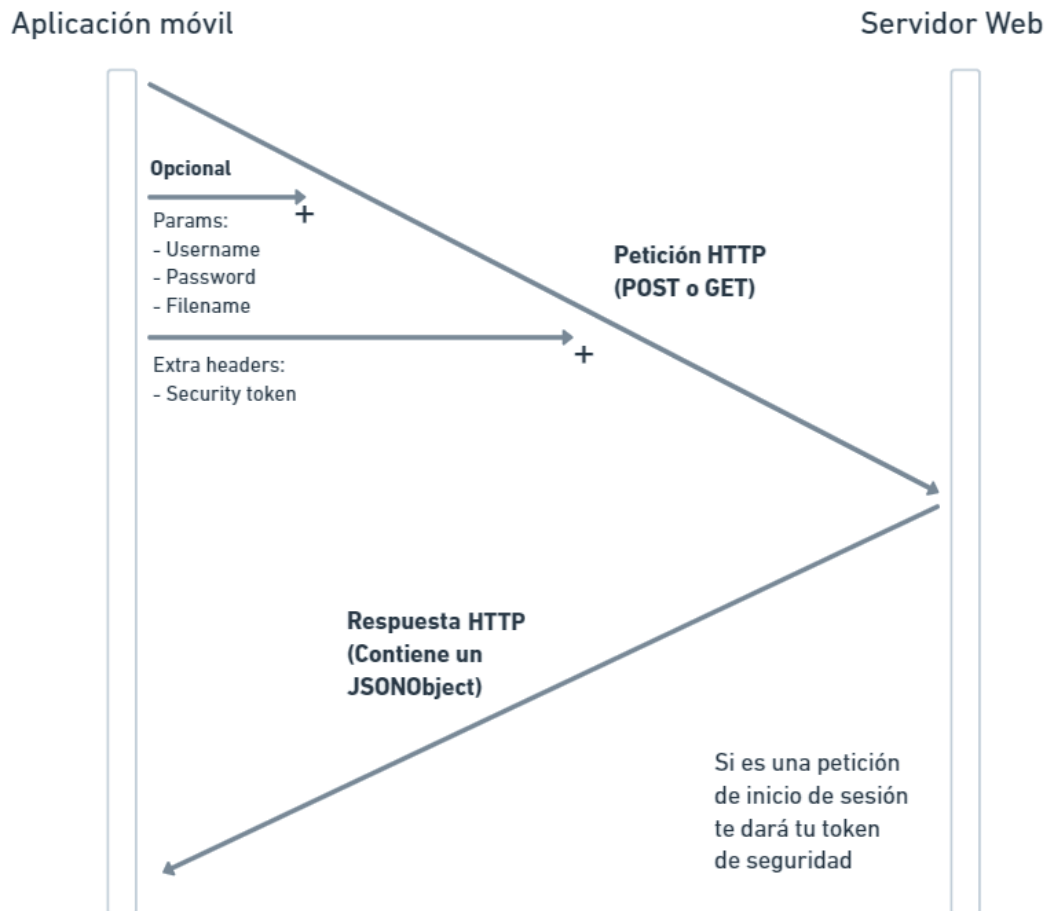 Aplicación móvil
Servidor Web
Opcional
+
Params:
- Username
- Password
- Filename
Petición HTTP
(POST o GET)
+
Extra headers:
- Security token
Respuesta HTTP
(Contiene un
JSONObject)
Si es una petición
de inicio de sesión
te dará tu token
de seguridad